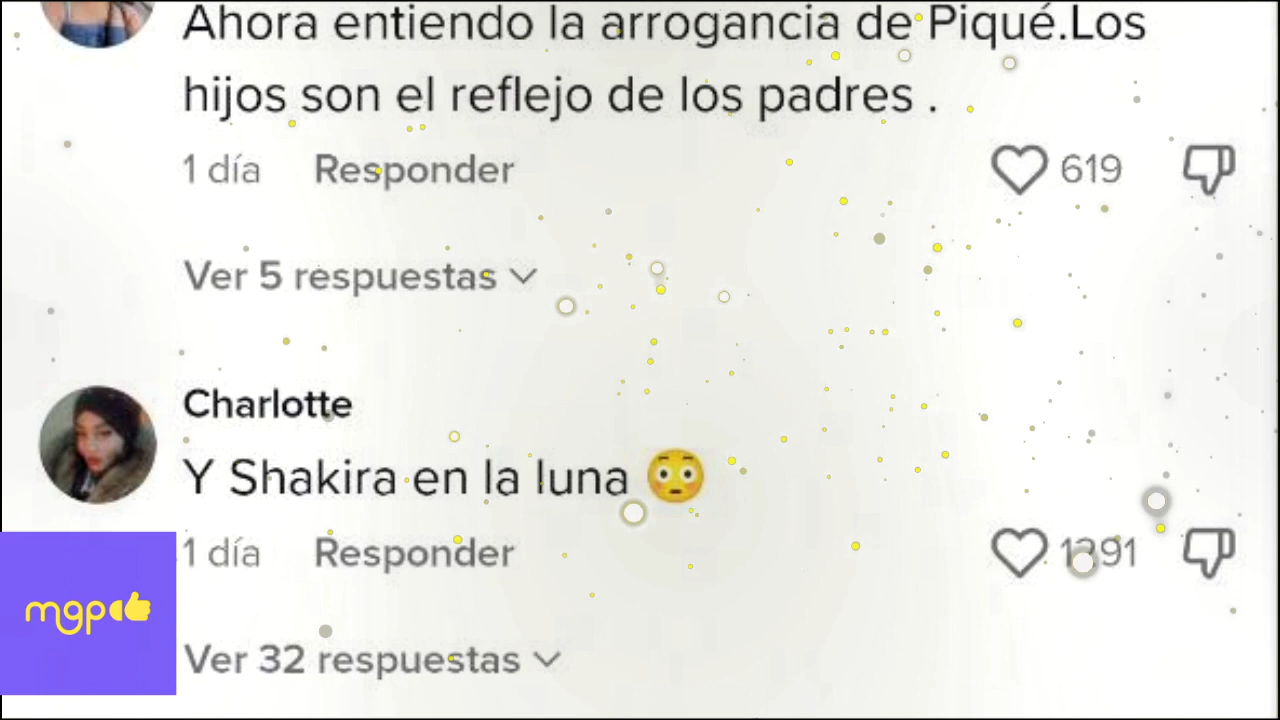 Ahora entiendo la arrogancia de Piqué.Los
hijos son el reflejo de los padres .
1 día Responder 619
Ver 5 respuestas
Charlotte
Y Shakira en la luna 😳
1 día Responder 1291
Ver 32 respuestas
mgp